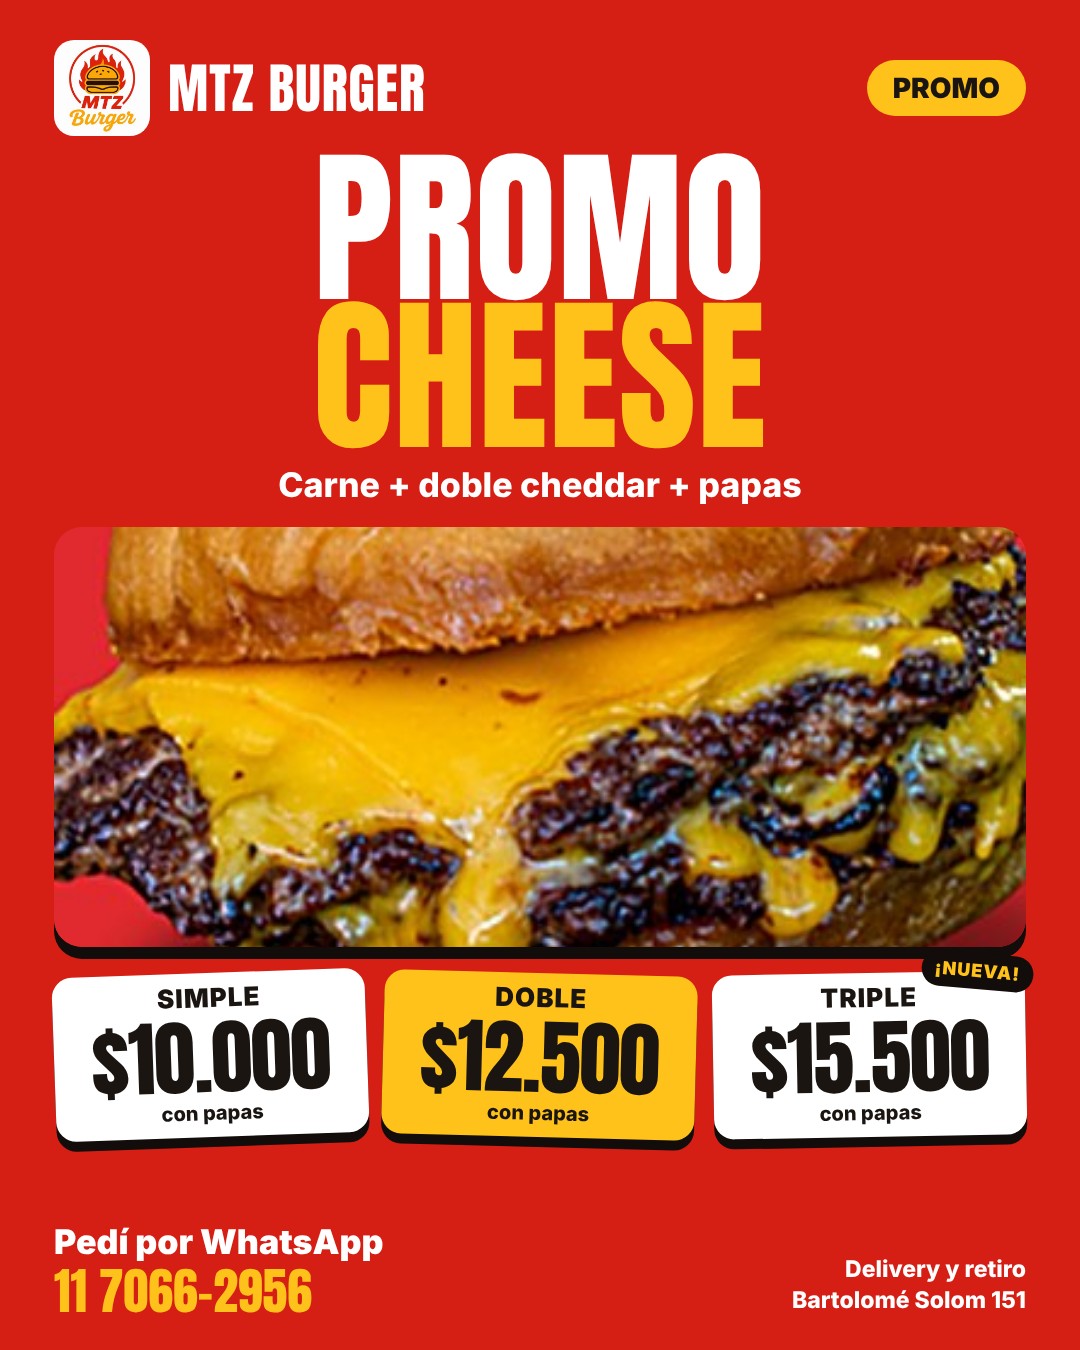 MTZ
Burger
MTZ BURGER
PROMO
PROMO
CHEESE
Carne + doble cheddar + papas
SIMPLE
$10.000
con papas
DOBLE
$12.500
con papas
¡NUEVA!
TRIPLE
$15.500
con papas
Pedí por WhatsApp
11 7066-2956
Delivery y retiro
Bartolomé Solom 151